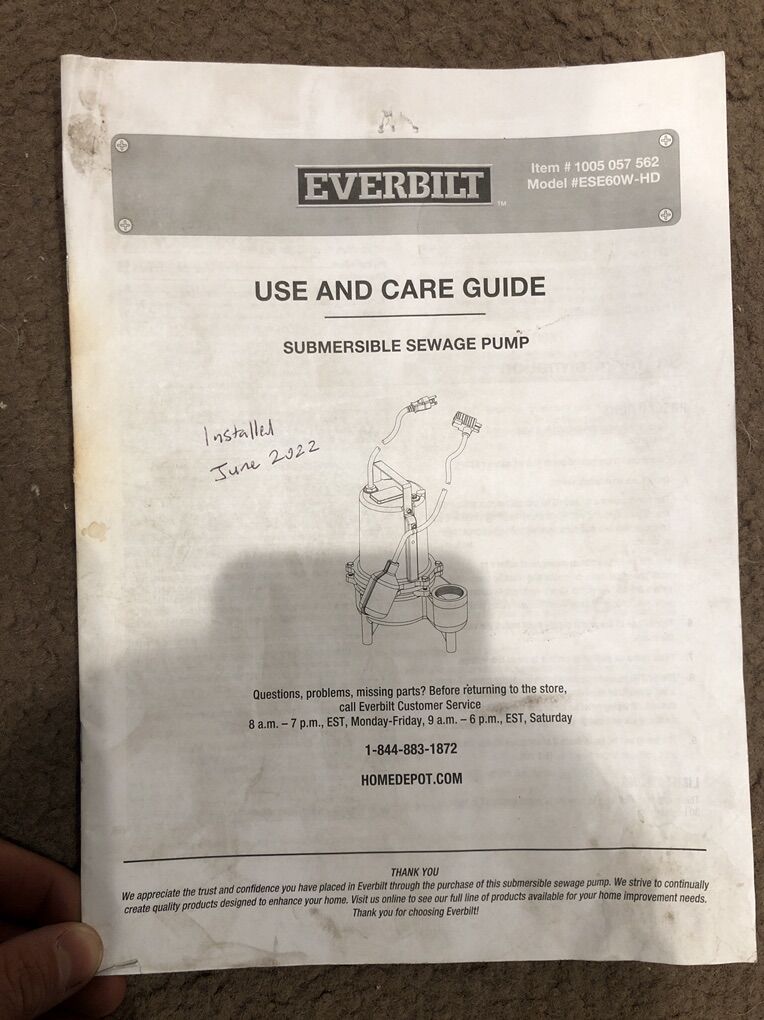 EVERBILT
TM
Item # 1005 057 562
Model #ESE60W-HD
USE AND CARE GUIDE
SUBMERSIBLE SEWAGE PUMP
Installed
June 2022
Questions, problems, missing parts? Before returning to the store,
call Everbilt Customer Service
8 a.m. – 7 p.m., EST, Monday-Friday, 9 a.m. – 6 p.m., EST, Saturday
1-844-883-1872
HOMEDEPOT.COM
THANK YOU
We appreciate the trust and confidence you have placed in Everbilt through the purchase of this submersible sewage pump. We strive to continually
create quality products designed to enhance your home. Visit us online to see our full line of products available for your home improvement needs.
Thank you for choosing Everbilt!